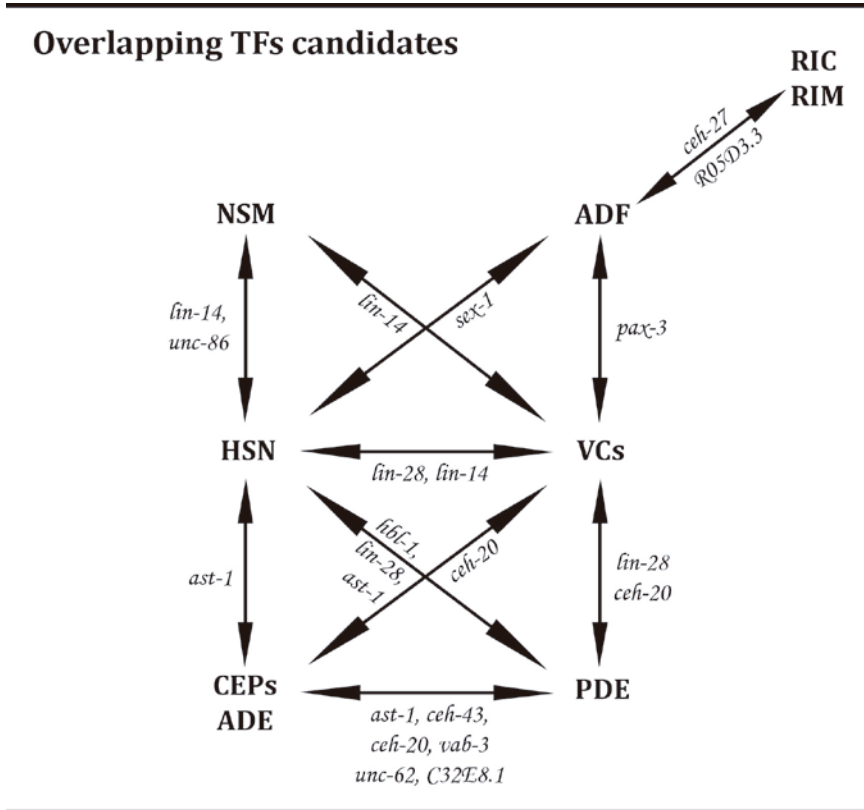 Overlapping TFs candidates
RIC
RIM
ceh-27
R05D3.3
NSM
ADF
lin-14,
unc-86
lin-14
sex-1
pax-3
HSN
VCs
lin-28, lin-14
ast-1
hbl-1,
lin-28,
ast-1
ceh-20
lin-28
ceh-20
CEPs
ADE
PDE
ast-1, ceh-43,
ceh-20, vab-3
unc-62, C32E8.1